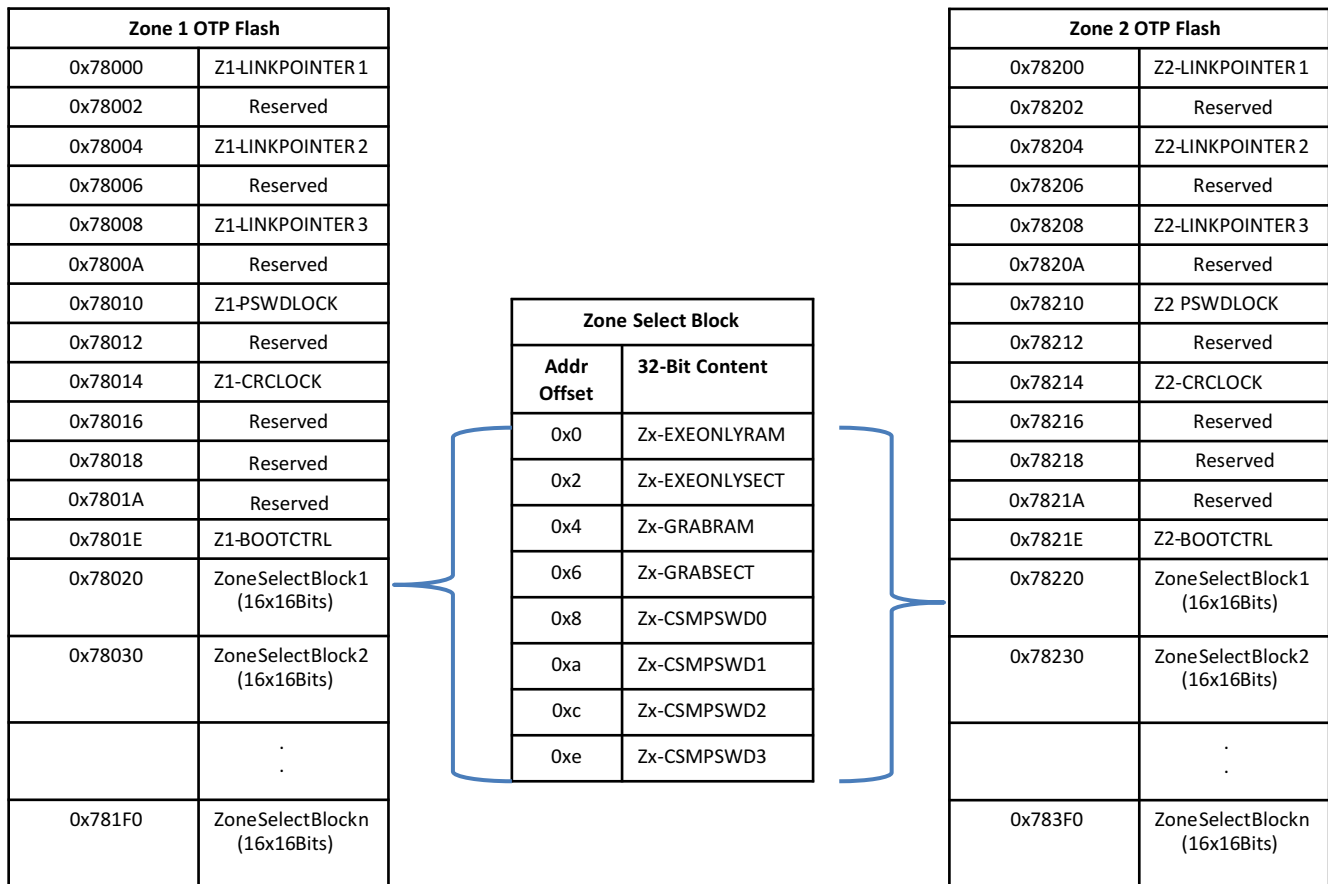 Zone 1 OTP Flash
0x78000 Z1-LINKPOINTER 1
0x78002 Reserved
0x78004 Z1-LINKPOINTER 2
0x78006 Reserved
0x78008 Z1-LINKPOINTER 3
0x7800A Reserved
0x78010 Z1-PSWDLOCK
0x78012 Reserved
0x78014 Z1-CRCLOCK
0x78016 Reserved
0x78018 Reserved
0x7801A Reserved
0x7801E Z1-BOOTCTRL
0x78020 ZoneSelectBlock1
(16x16Bits)
0x78030 ZoneSelectBlock2
(16x16Bits)
.
.
0x781F0 ZoneSelectBlockn
(16x16Bits)
Zone Select Block
Addr Offset 32-Bit Content
0x0 Zx-EXEONLYRAM
0x2 Zx-EXEONLYSECT
0x4 Zx-GRABRAM
0x6 Zx-GRABSECT
0x8 Zx-CSMPSWD0
0xa Zx-CSMPSWD1
0xc Zx-CSMPSWD2
0xe Zx-CSMPSWD3
Zone 2 OTP Flash
0x78200 Z2-LINKPOINTER 1
0x78202 Reserved
0x78204 Z2-LINKPOINTER 2
0x78206 Reserved
0x78208 Z2-LINKPOINTER 3
0x7820A Reserved
0x78210 Z2 PSWDLOCK
0x78212 Reserved
0x78214 Z2-CRCLOCK
0x78216 Reserved
0x78218 Reserved
0x7821A Reserved
0x7821E Z2-BOOTCTRL
0x78220 ZoneSelectBlock1
(16x16Bits)
0x78230 ZoneSelectBlock2
(16x16Bits)
.
.
0x783F0 ZoneSelectBlockn
(16x16Bits)